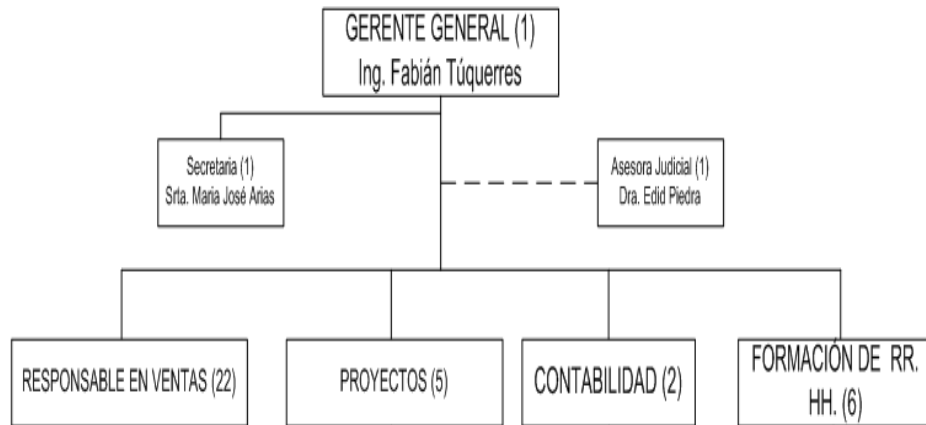 GERENTE GENERAL (1)
Ing. Fabián Túquerres
Secretaria (1)
Srta. Maria José Arias
Asesora Judicial (1)
Dra. Edid Piedra
RESPONSABLE EN VENTAS (22)
PROYECTOS (5)
CONTABILIDAD (2)
FORMACIÓN DE RR.
HH. (6)